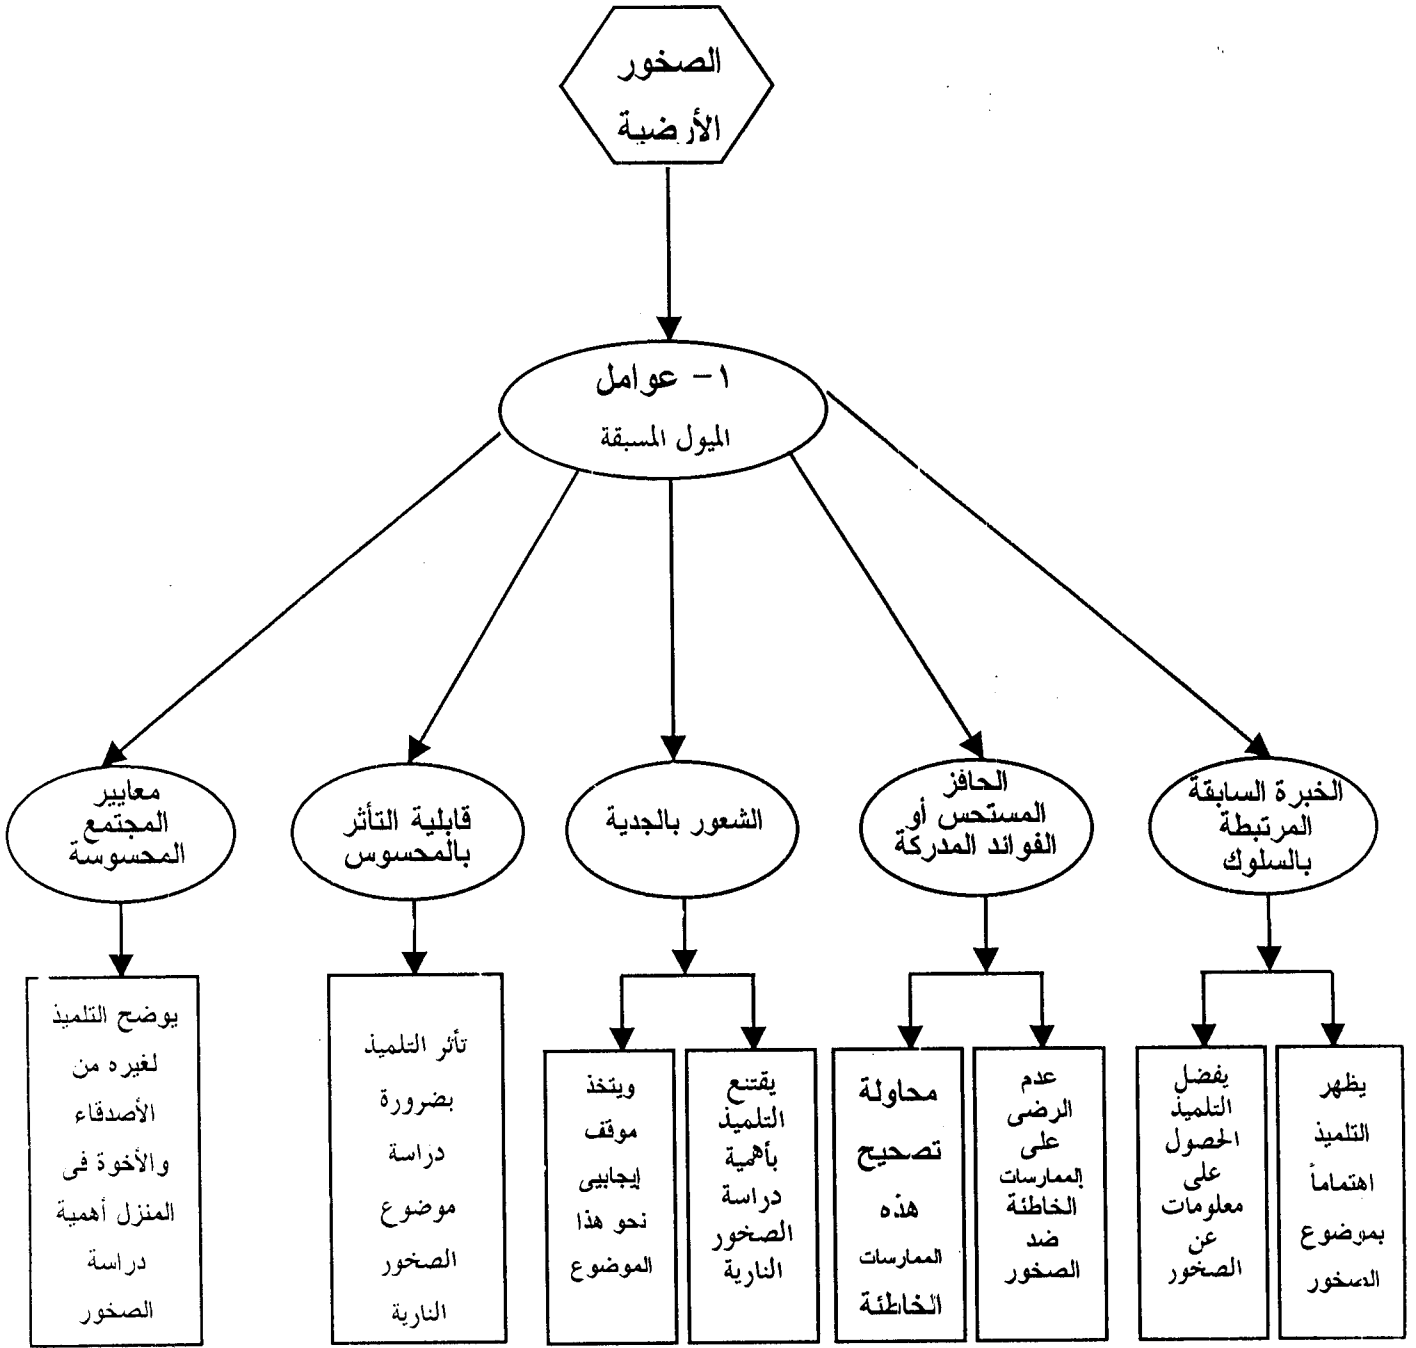 الصخور
الأرضية
١- عوامل
الميول المسبقة
الخبرة السابقة
المرتبطة
بالسلوك
الحافز
المستحس أو
الفوائد المدركة
الشعور بالجدية
قابلية التأثر
بالمحسوس
معايير
المجتمع
المحسوسة
يظهر
التلميذ
اهتماماً
بموضوع
الصخور
يفضل
التلميذ
الحصول
على
معلومات
عن
الصخور
عدم
الرضى
على
الممارسات
الخاطئة
ضد
الصخور
محاولة
تصحيح
هذه
الممارسات
الخاطئة
يقتنع
التلميذ
بأهمية
دراسة
الصخور
النارية
ويتخذ
موقف
إيجابيى
نحو هذا
الموضوع
تأثر التلميذ
بضرورة
دراسة
موضوع
الصخور
النارية
يوضح التلميذ
لغيره من
الأصدقاء
والأخوة فى
المنزل أهمية
دراسة
الصخور